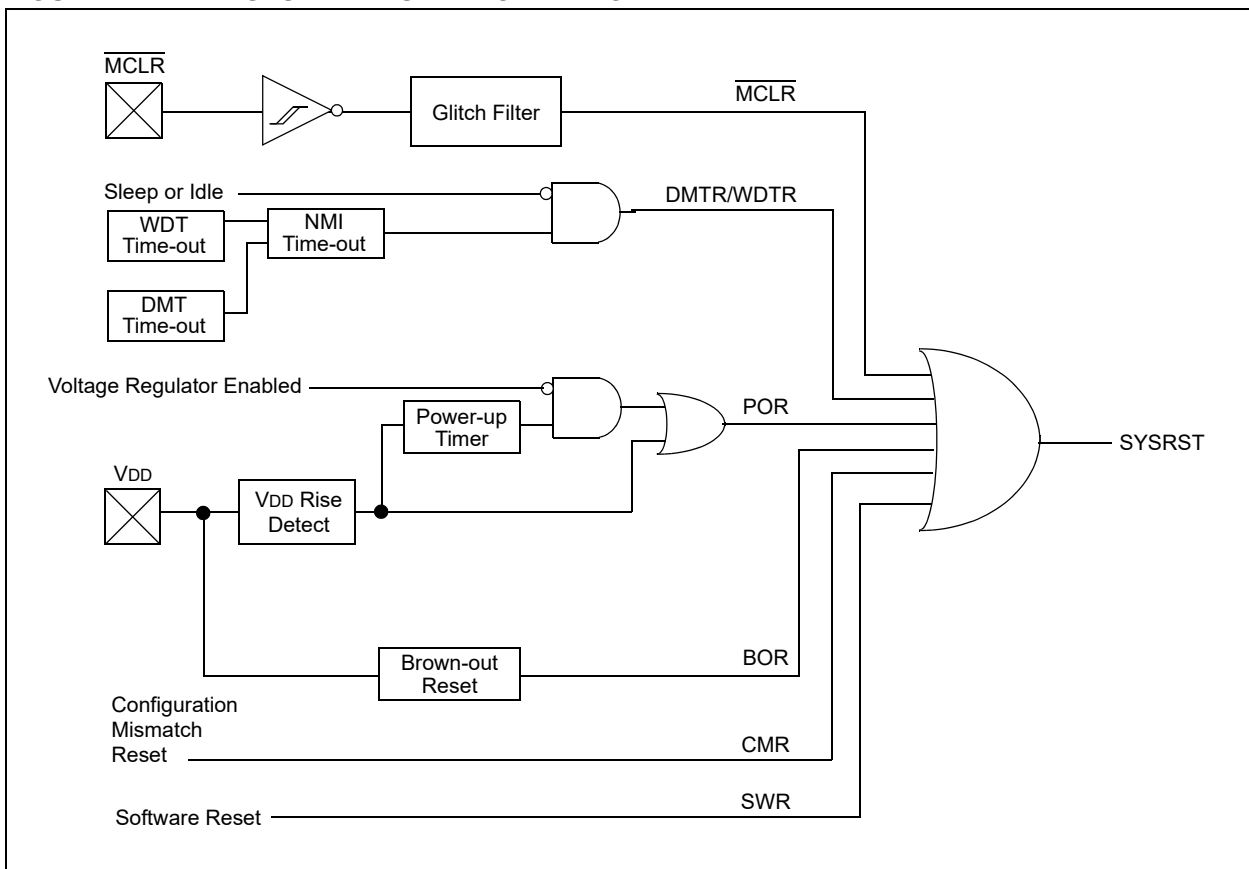 MCLR
Glitch Filter
MCLR
Sleep or Idle
DMTR/WDTR
WDT
Time-out
NMI
Time-out
DMT
Time-out
Voltage Regulator Enabled
Power-up
Timer
POR
SYSRST
VDD
VDD Rise
Detect
Brown-out
Reset
BOR
Configuration
Mismatch
Reset
CMR
SWR
Software Reset